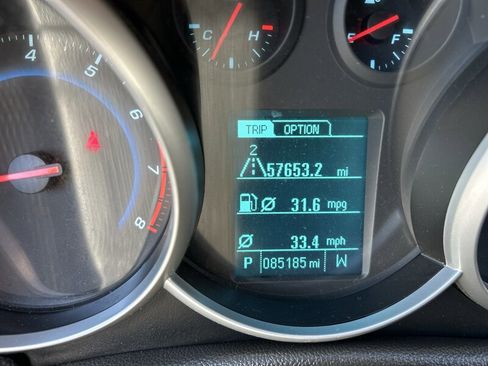 C H
E F
4 5 6 7 8
TRIP OPTION
2
57653.2 mi
31.6 mpg
33.4 mph
P 085185 mi W